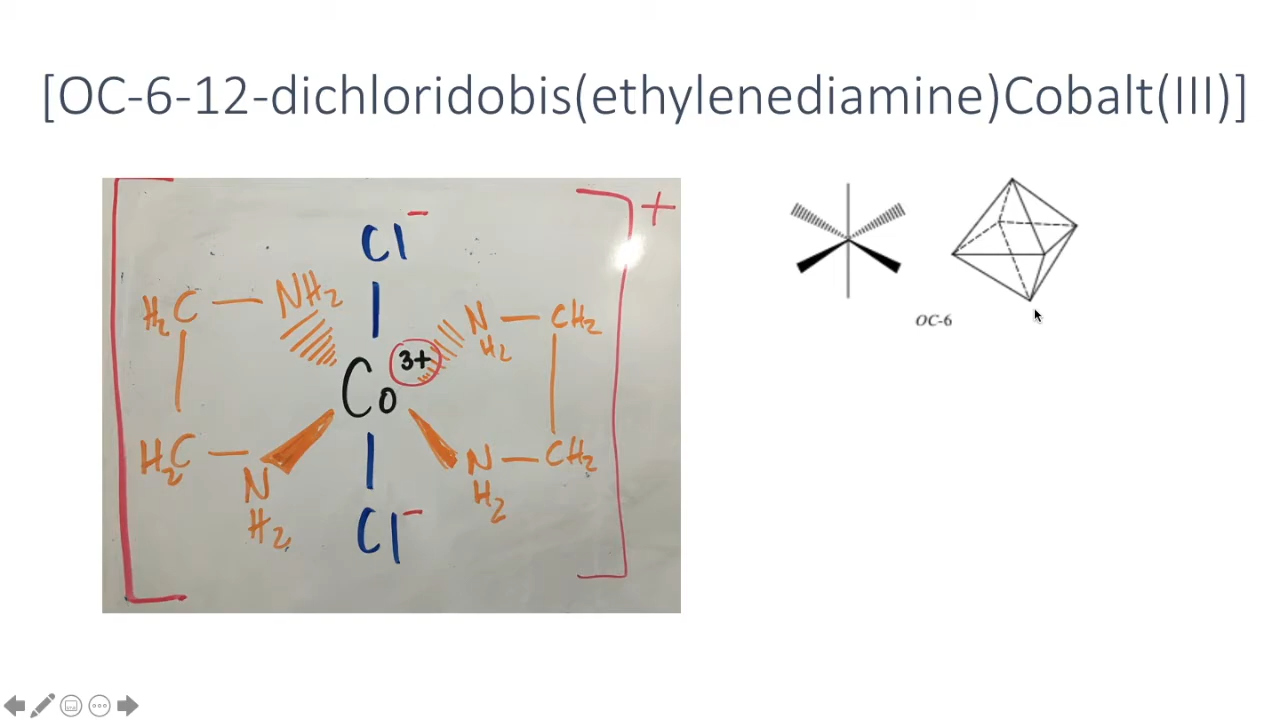 [OC-6-12-dichloridobis(ethylenediamine)Cobalt(III)]
Cl⁻
+
H₂C — NH₂
N — CH₂
H₂
3+
Co
H₂C — N
H₂
N — CH₂
H₂
Cl⁻
OC-6